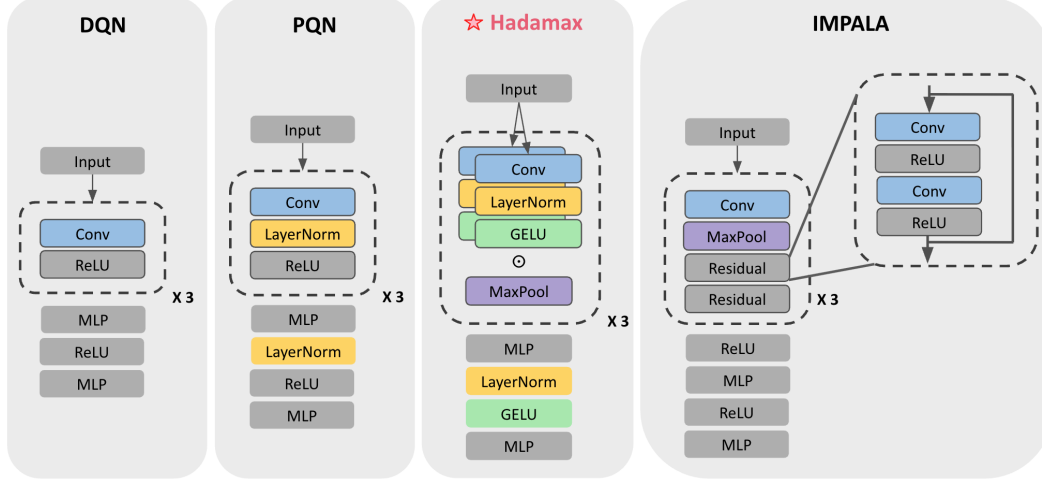 DQN
Input
Conv
ReLU
X 3
MLP
ReLU
MLP
PQN
Input
Conv
LayerNorm
ReLU
X 3
MLP
LayerNorm
ReLU
MLP
Hadamax
Input
Conv
LayerNorm
GELU
⊙
MaxPool
X 3
MLP
LayerNorm
GELU
MLP
IMPALA
Input
Conv
MaxPool
Residual
Residual
X 3
ReLU
MLP
ReLU
MLP
Conv
ReLU
Conv
ReLU